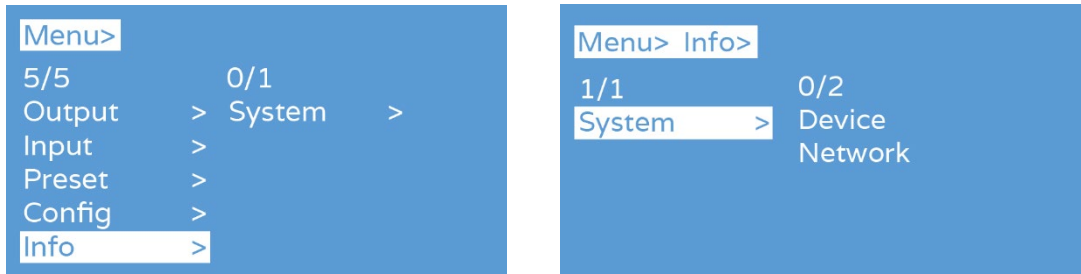 Menu>
5/5 0/1
Output > System >
Input >
Preset >
Config >
Info >
Menu> Info>
1/1 0/2
System > Device
Network